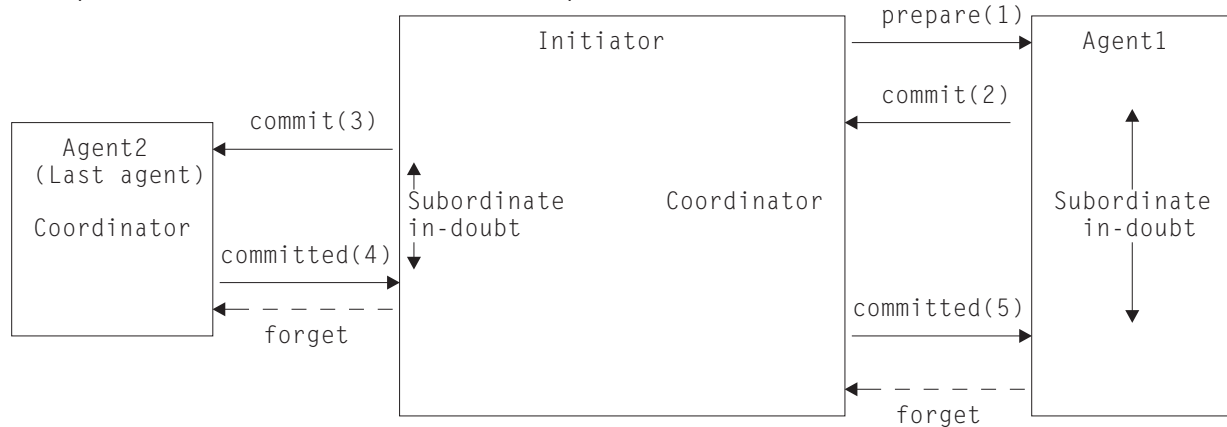 prepare(1)
Initiator
Agent1
commit(2)
commit(3)
Agent2
(Last agent)
Subordinate
in-doubt
Coordinator
Subordinate
in-doubt
Coordinator
committed(4)
committed(5)
forget
forget